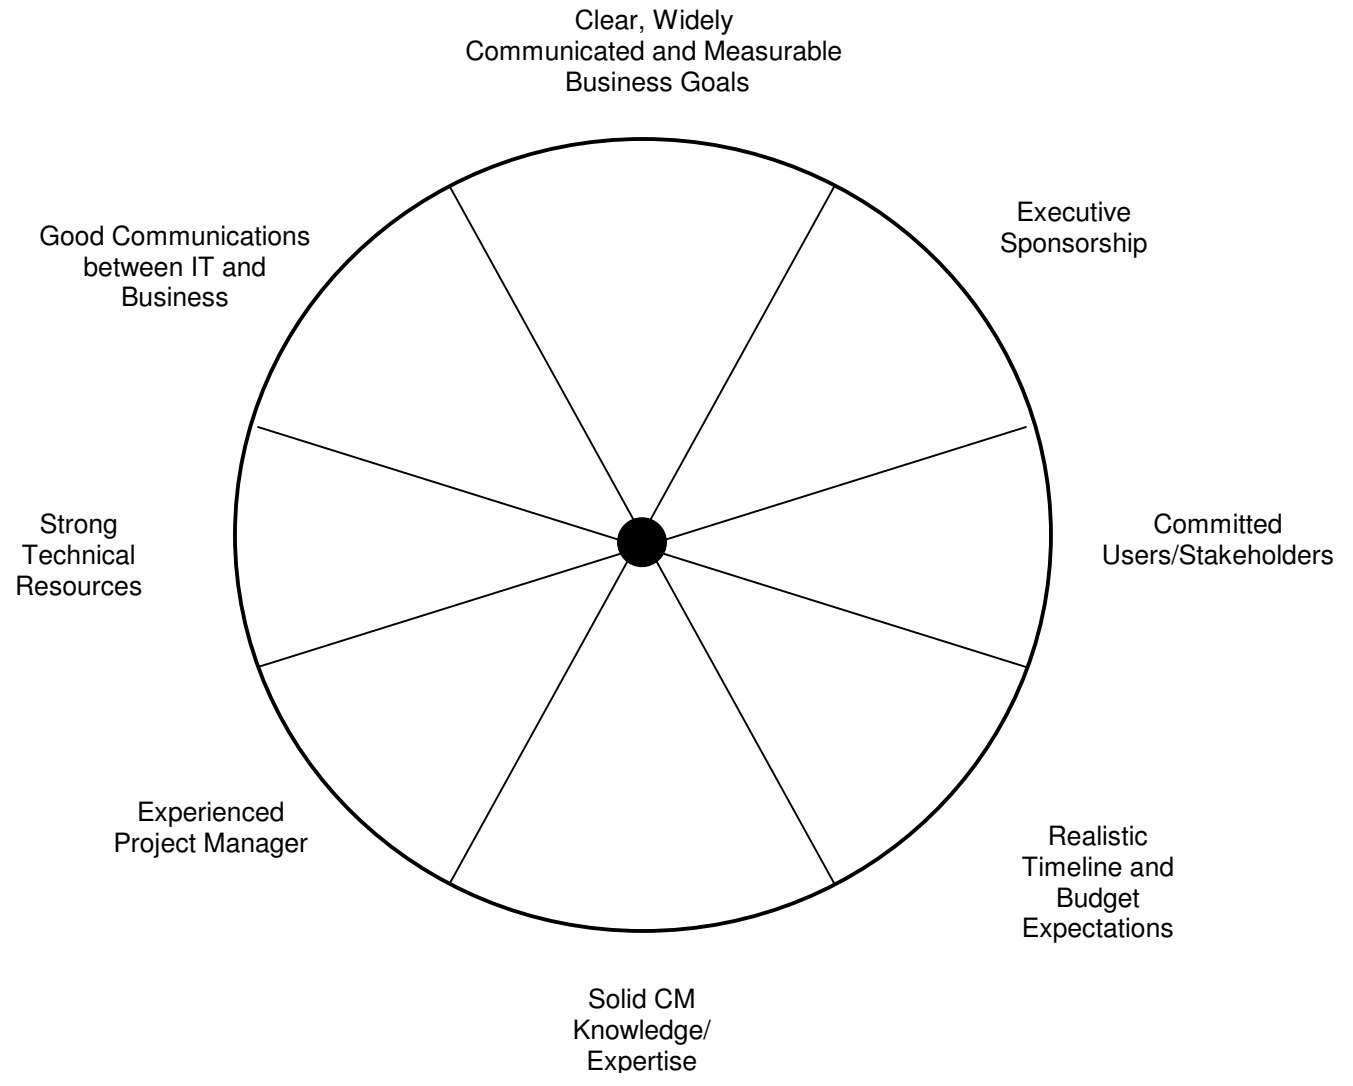 Clear, Widely
Communicated and Measurable
Business Goals
Executive
Sponsorship
Good Communications
between IT and
Business
Strong
Technical
Resources
Committed
Users/Stakeholders
Experienced
Project Manager
Realistic
Timeline and
Budget
Expectations
Solid CM
Knowledge/
Expertise